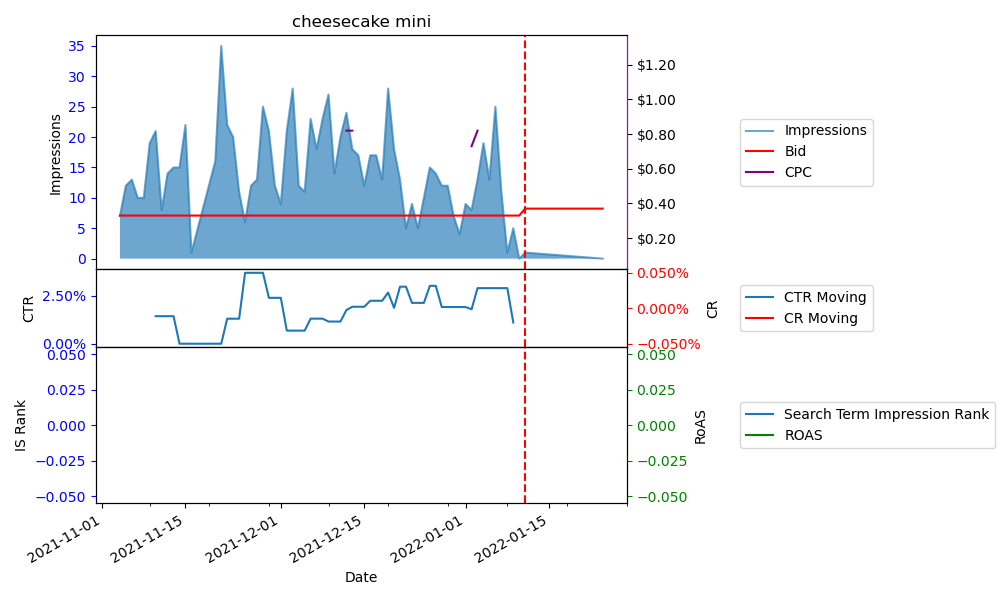 cheesecake mini
35
30
25
20
15
10
5
0
Impressions
$1.20
$1.00
$0.80
$0.60
$0.40
$0.20
Impressions
Bid
CPC
2.50%
0.00%
CTR
0.050%
0.000%
−0.050%
CR
CTR Moving
CR Moving
0.050
0.025
0.000
−0.025
−0.050
IS Rank
0.050
0.025
0.000
−0.025
−0.050
RoAS
Search Term Impression Rank
ROAS
2021-11-01
2021-11-15
2021-12-01
2021-12-15
2022-01-01
2022-01-15
Date